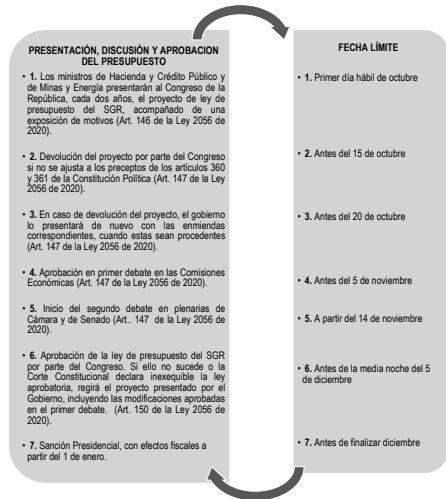 PRESENTACIÓN, DISCUSIÓN Y APROBACION
DEL PRESUPUESTO
• 1. Los ministros de Hacienda y Crédito Público y
de Minas y Energía presentarán al Congreso de la
República, cada dos años, el proyecto de ley de
presupuesto del SGR, acompañado de una
exposición de motivos (Art. 146 de la Ley 2056 de
2020).
• 2. Devolución del proyecto por parte del Congreso
si no se ajusta a los preceptos de los artículos 360
y 361 de la Constitución Política (Art. 147 de la Ley
2056 de 2020).
• 3. En caso de devolución del proyecto, el gobierno
lo presentará de nuevo con las enmiendas
correspondientes, cuando estas sean procedentes
(Art. 147 de la Ley 2056 de 2020).
• 4. Aprobación en primer debate en las Comisiones
Económicas (Art. 147 de la Ley 2056 de 2020).
• 5. Inicio del segundo debate en plenarias de
Cámara y de Senado (Art.. 147 de la Ley 2056 de
2020).
• 6. Aprobación de la ley de presupuesto del SGR
por parte del Congreso. Si ello no sucede o la
Corte Constitucional declara inexequible la ley
aprobatoria, regirá el proyecto presentado por el
Gobierno, incluyendo las modificaciones aprobadas
en el primer debate. (Art. 150 de la Ley 2056 de
2020).
• 7. Sanción Presidencial, con efectos fiscales a
partir del 1 de enero.
FECHA LÍMITE
• 1. Primer día hábil de octubre
• 2. Antes del 15 de octubre
• 3. Antes del 20 de octubre
• 4. Antes del 5 de noviembre
• 5. A partir del 14 de noviembre
• 6. Antes de la media noche del 5
de diciembre
• 7. Antes de finalizar diciembre